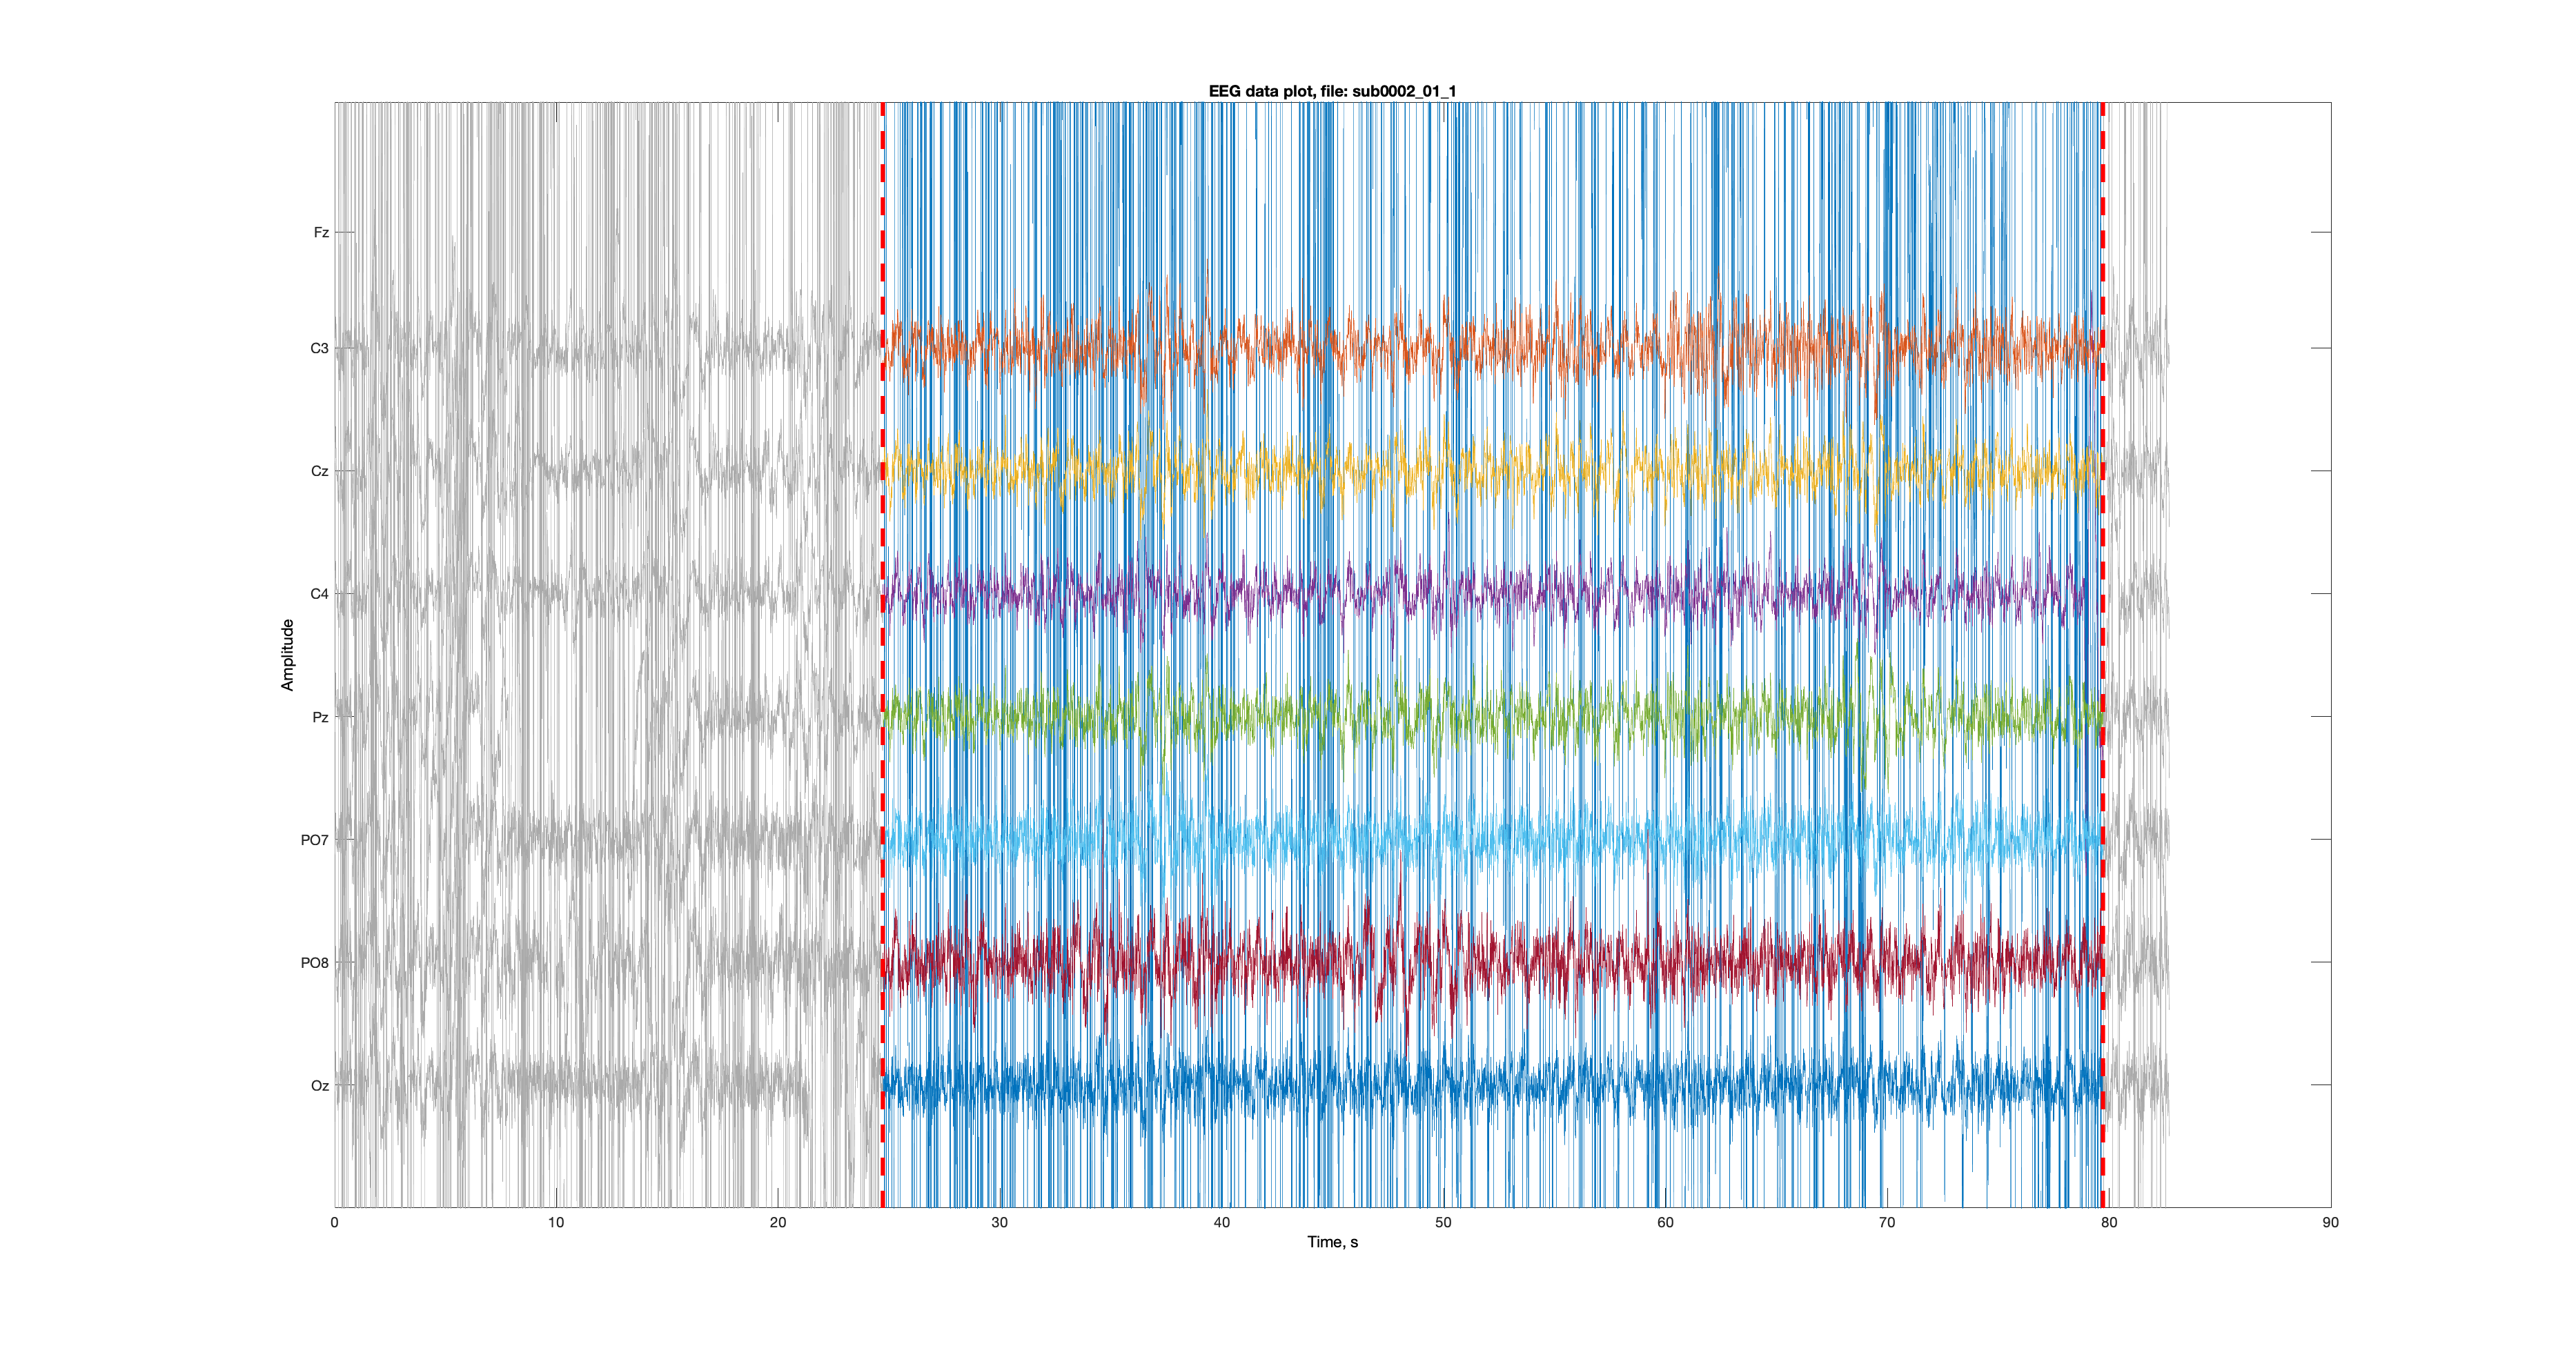 EEG data plot, file: sub0002_01_1
Fz
C3
Cz
C4
Pz
PO7
PO8
Oz
Amplitude
0 10 20 30 40 50 60 70 80 90
Time, s